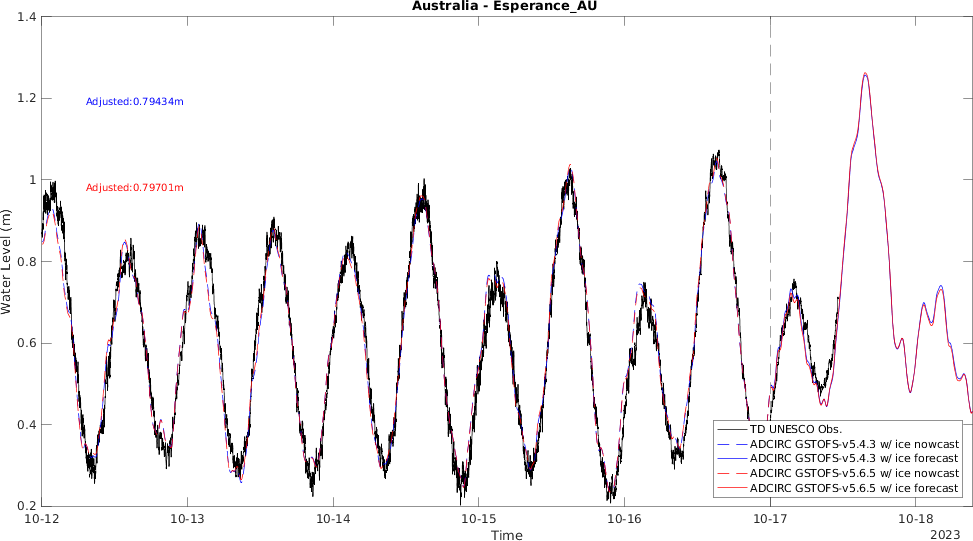 Australia - Esperance_AU
1.4
1.2
1
0.8
0.6
0.4
0.2
Water Level (m)
Adjusted:0.79434m
Adjusted:0.79701m
TD UNESCO Obs.
ADCIRC GSTOFS-v5.4.3 w/ ice nowcast
ADCIRC GSTOFS-v5.4.3 w/ ice forecast
ADCIRC GSTOFS-v5.6.5 w/ ice nowcast
ADCIRC GSTOFS-v5.6.5 w/ ice forecast
10-12 10-13 10-14 10-15 10-16 10-17 10-18
Time
2023